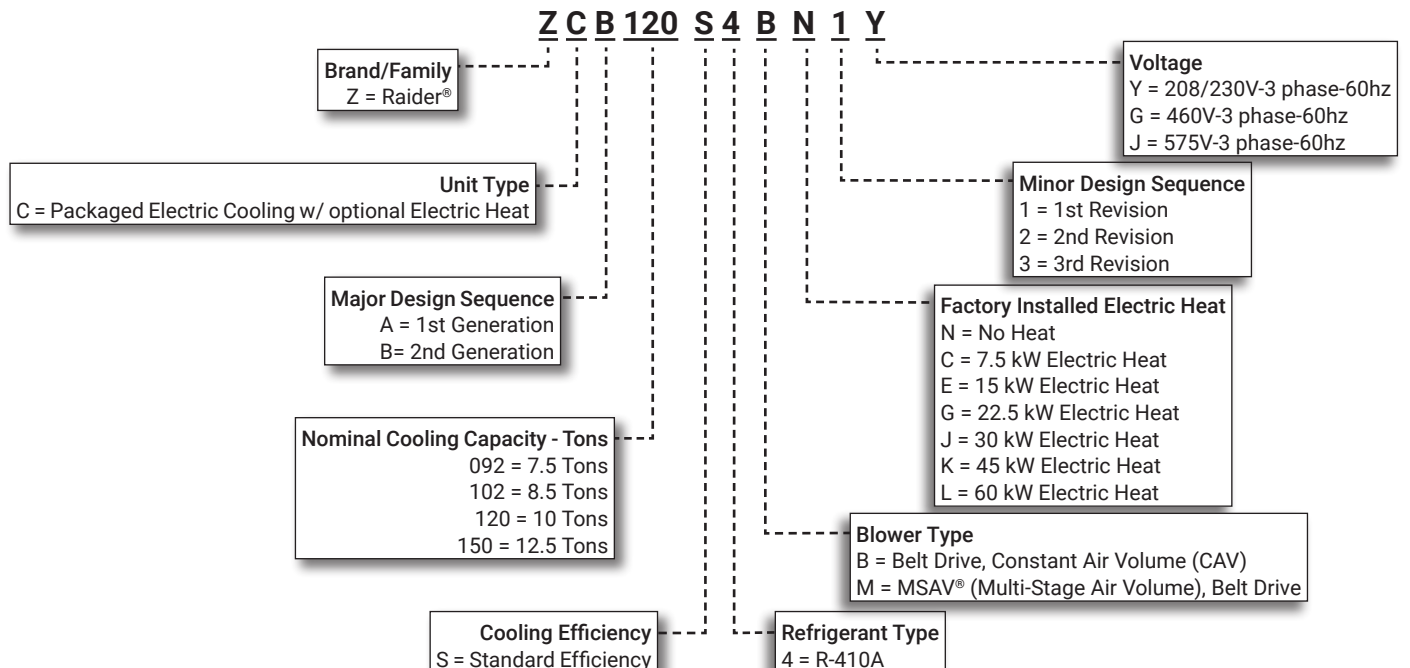 Z C B 120 S 4 B N 1 Y
Brand/Family
Z = Raider®
Unit Type
C = Packaged Electric Cooling w/ optional Electric Heat
Major Design Sequence
A = 1st Generation
B= 2nd Generation
Nominal Cooling Capacity - Tons
092 = 7.5 Tons
102 = 8.5 Tons
120 = 10 Tons
150 = 12.5 Tons
Cooling Efficiency
S = Standard Efficiency
Refrigerant Type
4 = R-410A
Blower Type
B = Belt Drive, Constant Air Volume (CAV)
M = MSAV® (Multi-Stage Air Volume), Belt Drive
Factory Installed Electric Heat
N = No Heat
C = 7.5 kW Electric Heat
E = 15 kW Electric Heat
G = 22.5 kW Electric Heat
J = 30 kW Electric Heat
K = 45 kW Electric Heat
L = 60 kW Electric Heat
Minor Design Sequence
1 = 1st Revision
2 = 2nd Revision
3 = 3rd Revision
Voltage
Y = 208/230V-3 phase-60hz
G = 460V-3 phase-60hz
J = 575V-3 phase-60hz